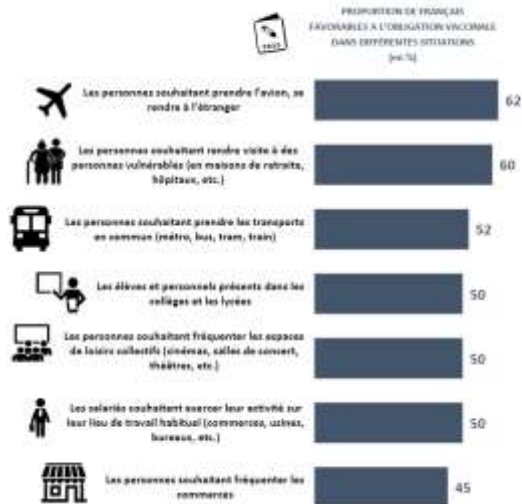 PROPORTION DE FRANÇAIS
FAVORABLES A L'OBLIGATION VACCINALE
DANS DIFFÉRENTES SITUATIONS
(en %)
Les personnes souhaitant prendre l'avion, se
rendre à l'étranger
62
Les personnes souhaitant rendre visite à des
personnes vulnérables (en maisons de retraite,
hôpitaux, etc.)
60
Les personnes souhaitant prendre les transports
en commun (métro, bus, tram, train)
52
Les élèves et personnels présents dans les
collèges et les lycées
50
Les personnes souhaitant fréquenter les espaces
de loisirs collectifs (cinémas, salles de concert,
théâtres, etc.)
50
Les salariés souhaitant exercer leur activité sur
leur lieu de travail habituel (commerces, usines,
bureaux, etc.)
50
Les personnes souhaitant fréquenter les
commerces
45